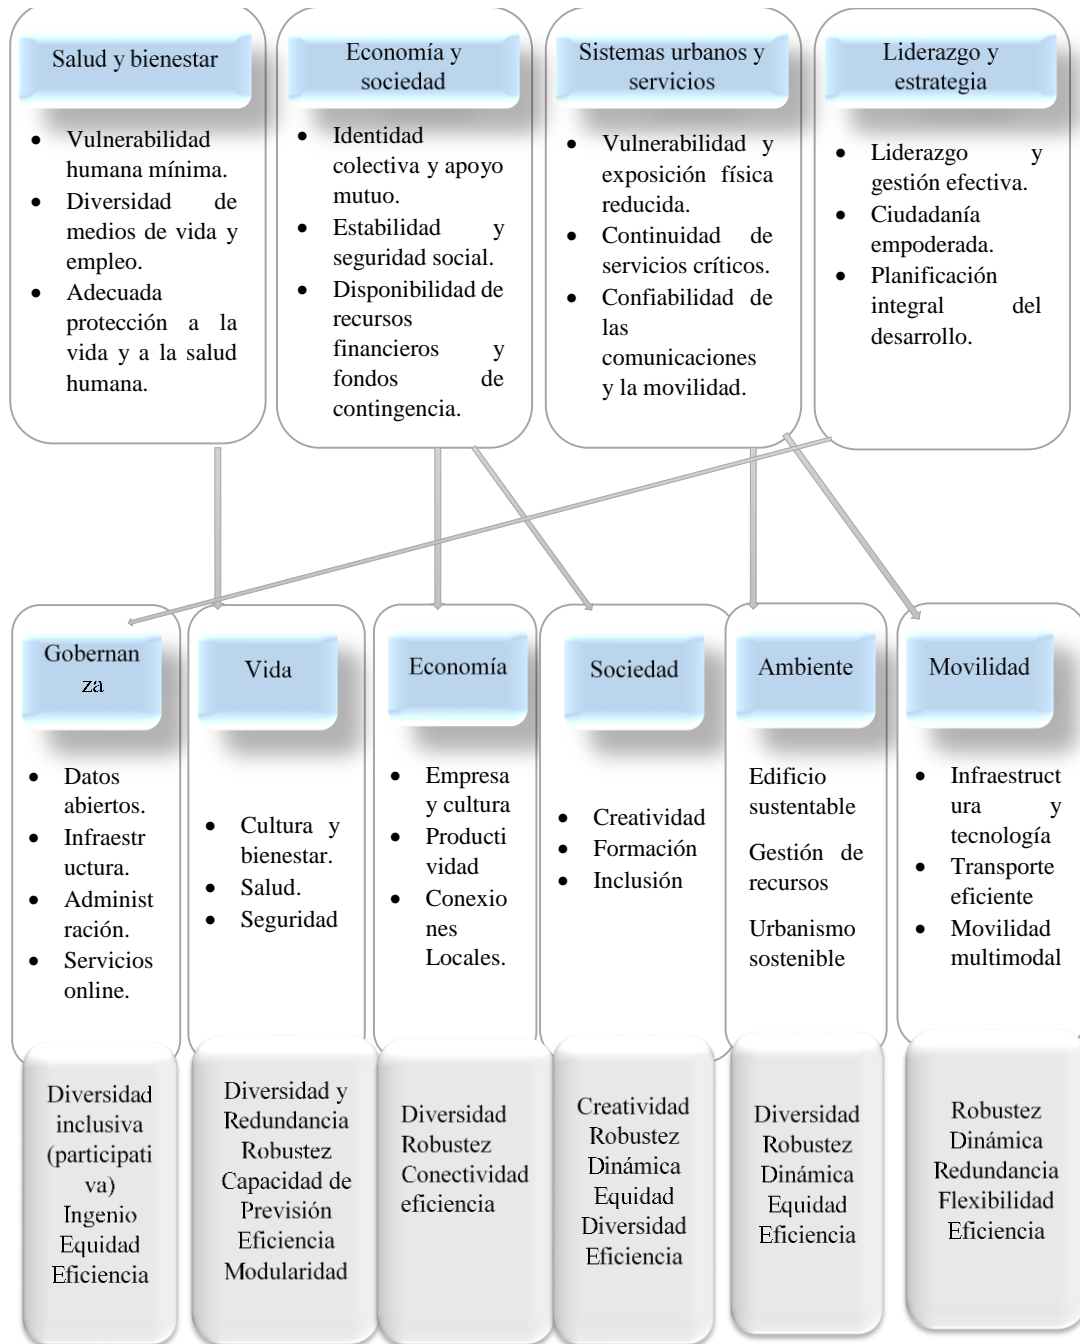 Salud y bienestar
Vulnerabilidad
humana mínima.
Diversidad de
medios de vida y
empleo.
Adecuada
protección a la
vida y a la salud
humana.
Economía y
sociedad
Identidad
colectiva y apoyo
mutuo.
Estabilidad y
seguridad social.
Disponibilidad de
recursos
financieros y
fondos de
contingencia.
Sistemas urbanos y
servicios
Vulnerabilidad y
exposición física
reducida.
Continuidad de
servicios críticos.
Confiabilidad de
las
comunicaciones
y la movilidad.
Liderazgo y
estrategia
Liderazgo y
gestión efectiva.
Ciudadanía
empoderada.
Planificación
integral del
desarrollo.
Gobernan
za
Datos
abiertos.
Infraestr
uctura.
Administ
ración.
Servicios
online.
Diversidad
inclusiva
(participati
va)
Ingenio
Equidad
Eficiencia
Vida
Cultura y
bienestar.
Salud.
Seguridad
Diversidad y
Redundancia
Robustez
Capacidad de
Previsión
Eficiencia
Modularidad
Economía
Empresa
y cultura
Producti
vidad
Conexio
nes
Locales.
Diversidad
Robustez
Conectividad
eficiencia
Sociedad
Creatividad
Formación
Inclusión
Creatividad
Robustez
Dinámica
Equidad
Diversidad
Eficiencia
Ambiente
Edificio
sustentable
Gestión de
recursos
Urbanismo
sostenible
Diversidad
Robustez
Dinámica
Equidad
Eficiencia
Movilidad
Infraestruct
ura y
tecnología
Transporte
eficiente
Movilidad
multimodal
Robustez
Dinámica
Redundancia
Flexibilidad
Eficiencia